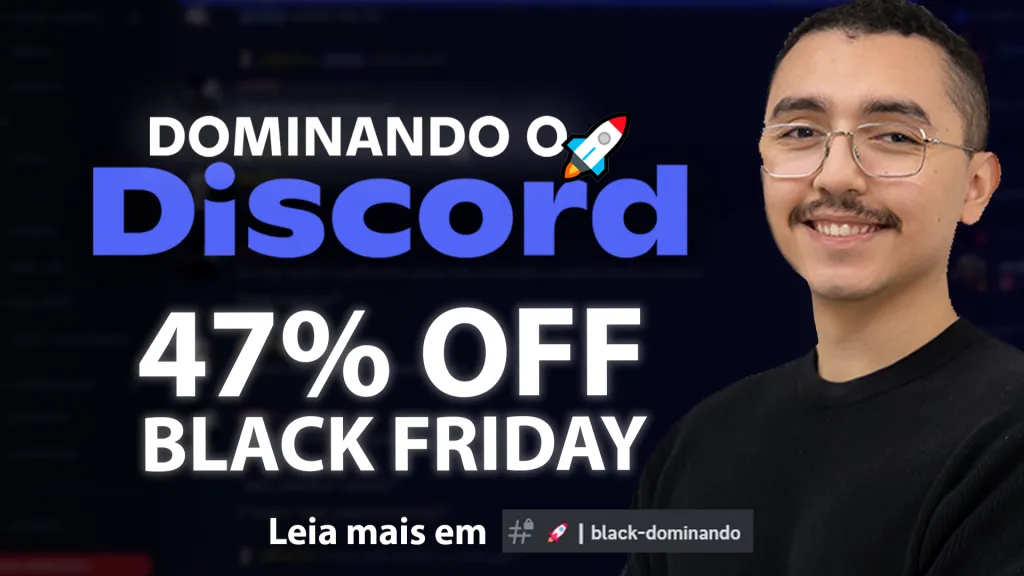 DOMINANDO O
Discord
47% OFF
BLACK FRIDAY
Leia mais em # 🚀 | black-dominando